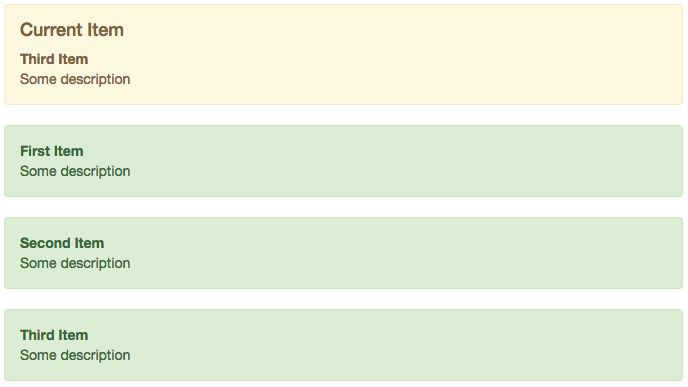 Current Item
Third Item
Some description
First Item
Some description
Second Item
Some description
Third Item
Some description